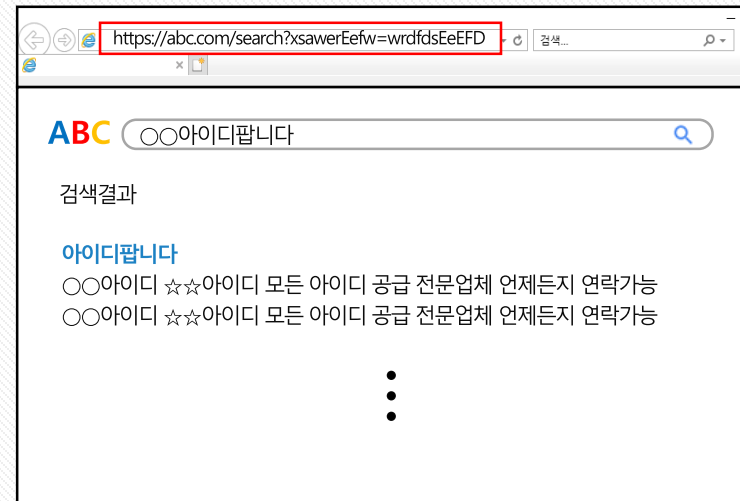 https://abc.com/search?xsawerEefw=wrdfdsEeEFD
검색...
ABC
○○아이디팝니다
검색결과
아이디팝니다
○○아이디 ☆☆아이디 모든 아이디 공급 전문업체 언제든지 연락가능
○○아이디 ☆☆아이디 모든 아이디 공급 전문업체 언제든지 연락가능